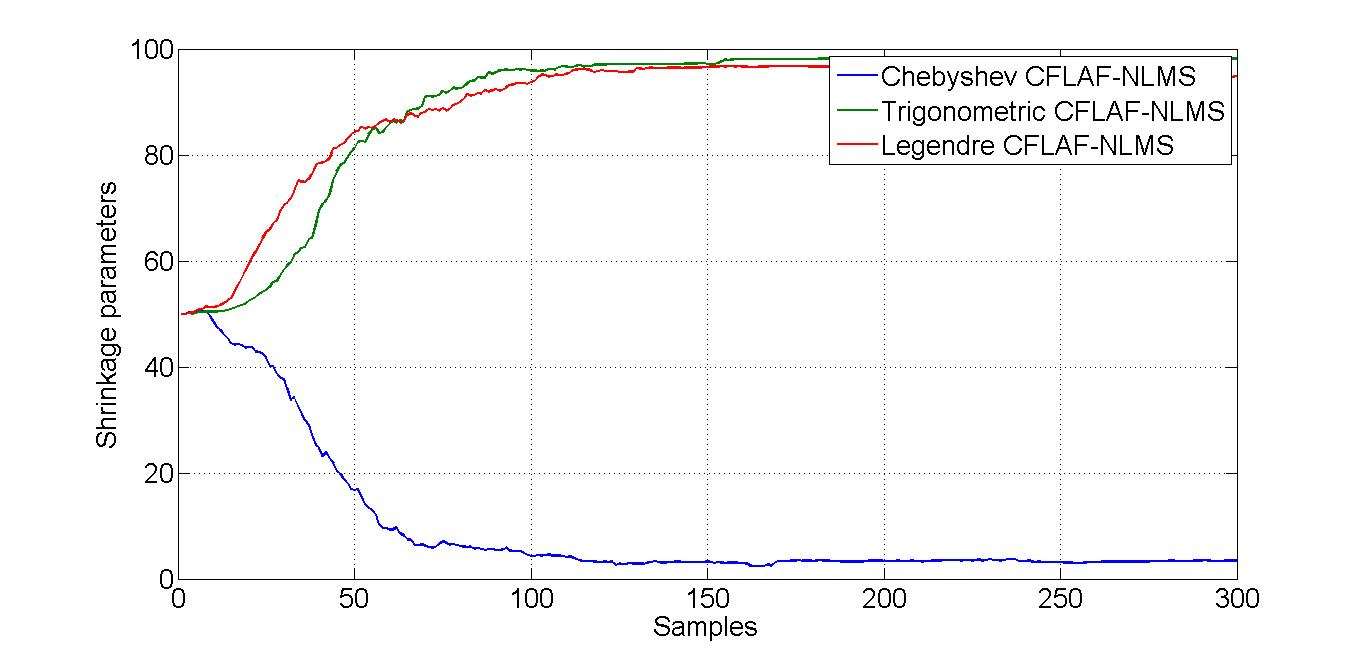 100
80
60
40
20
0
Shrinkage parameters
Chebyshev CFLAF-NLMS
Trigonometric CFLAF-NLMS
Legendre CFLAF-NLMS
0 50 100 150 200 250 300
Samples